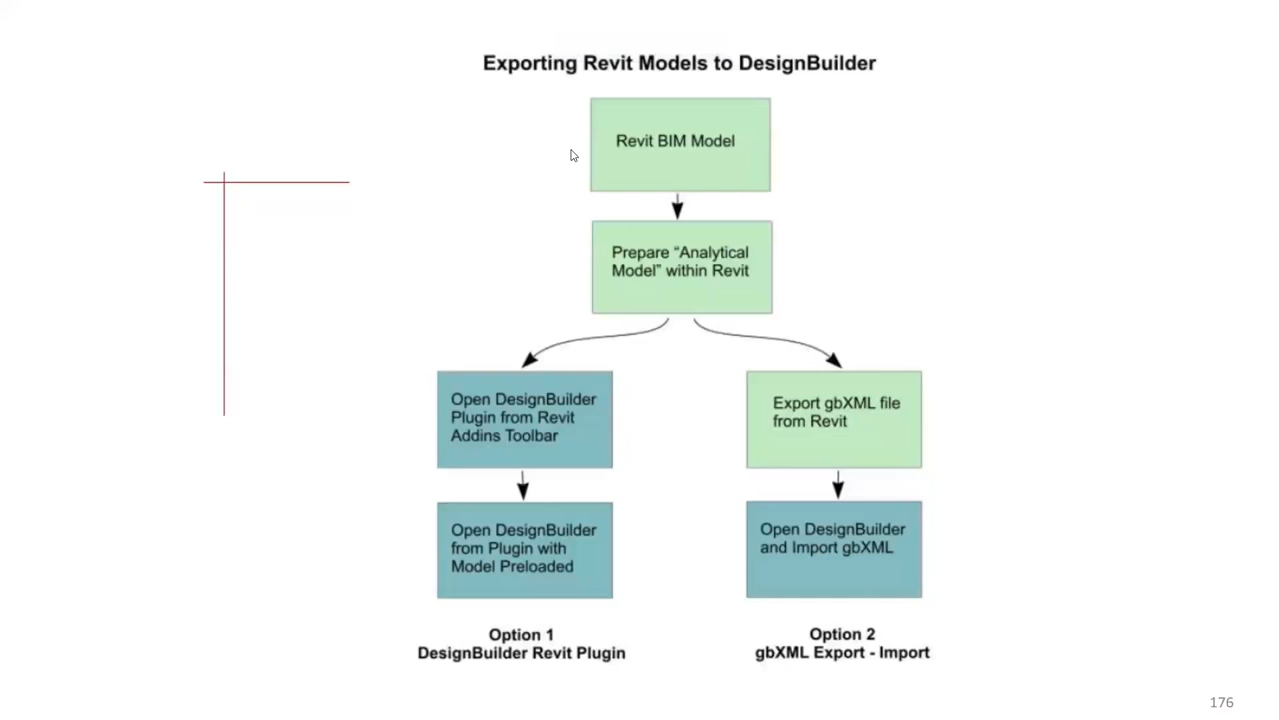 Exporting Revit Models to DesignBuilder
Revit BIM Model
Prepare “Analytical
Model” within Revit
Open DesignBuilder
Plugin from Revit
Addins Toolbar
Export gbXML file
from Revit
Open DesignBuilder
from Plugin with
Model Preloaded
Open DesignBuilder
and Import gbXML
Option 1
DesignBuilder Revit Plugin
Option 2
gbXML Export - Import
176